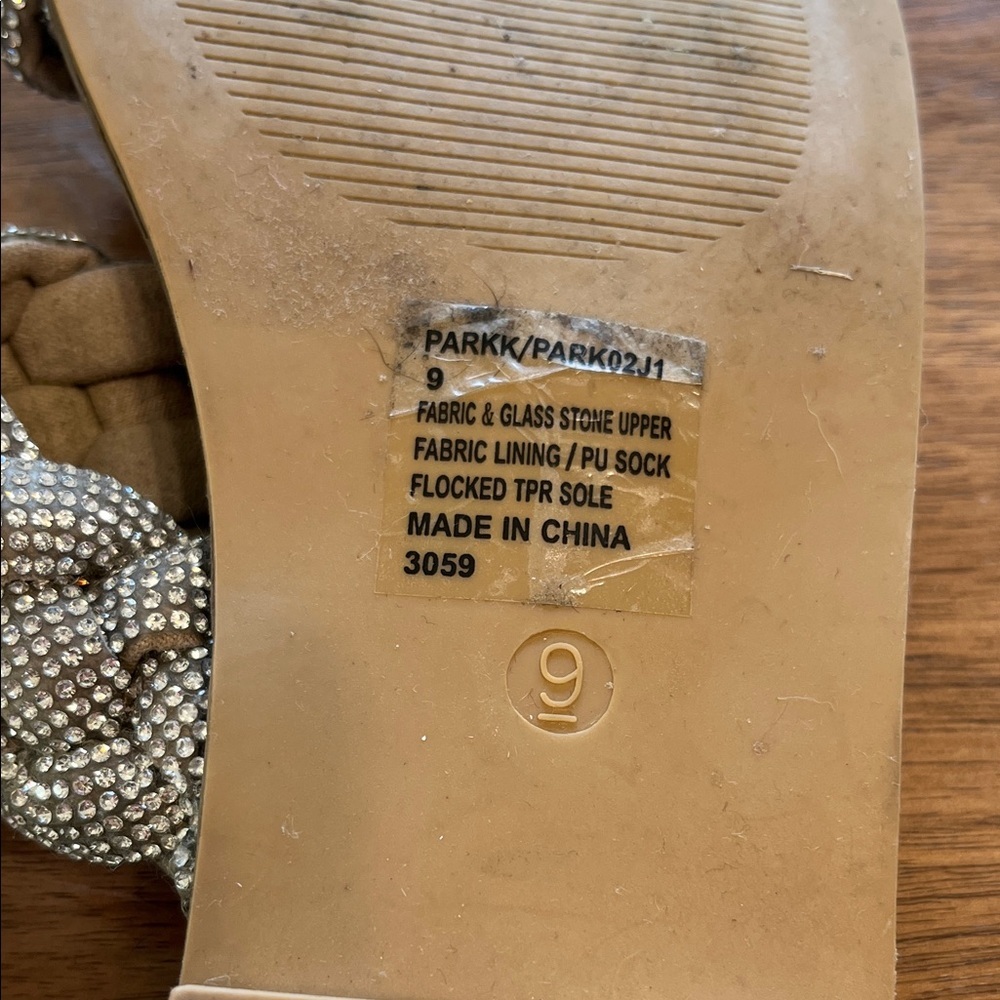 PARKK/PARK02J1
9
FABRIC & GLASS STONE UPPER
FABRIC LINING / PU SOCK
FLOCKED TPR SOLE
MADE IN CHINA
3059
9